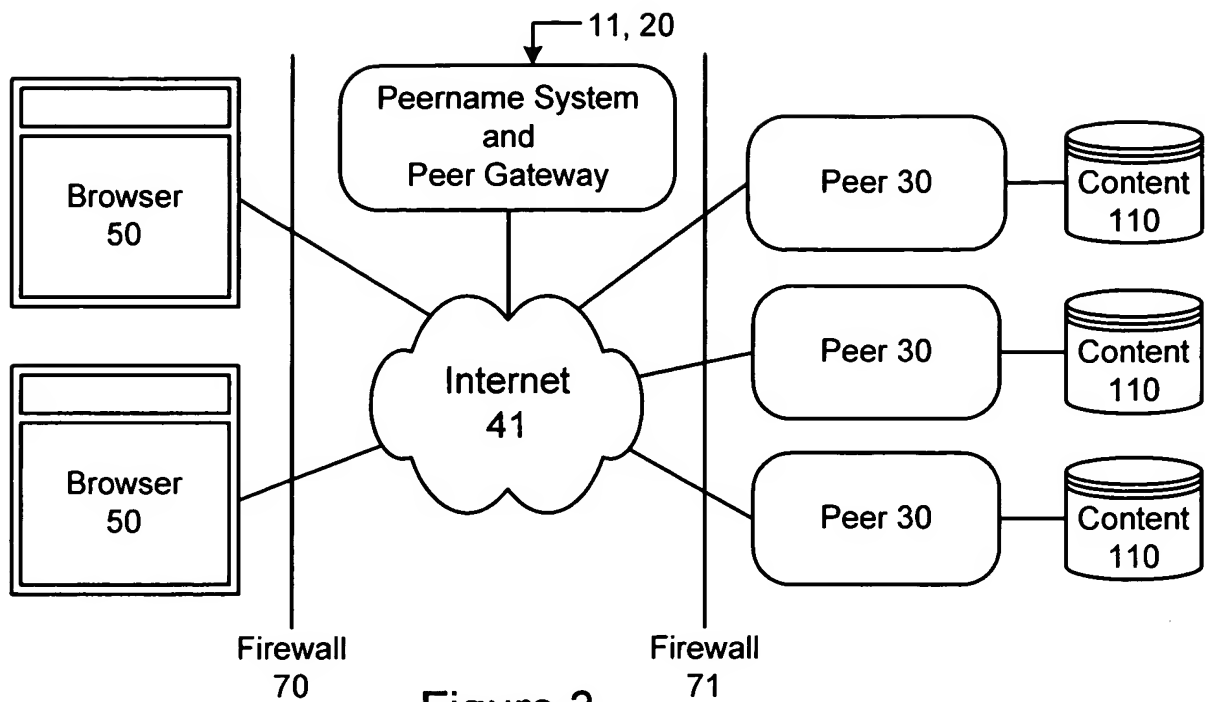 11, 20
Peername System
and
Peer Gateway
Browser
50
Peer 30
Content
110
Internet
41
Peer 30
Content
110
Browser
50
Peer 30
Content
110
Firewall
70
Firewall
71